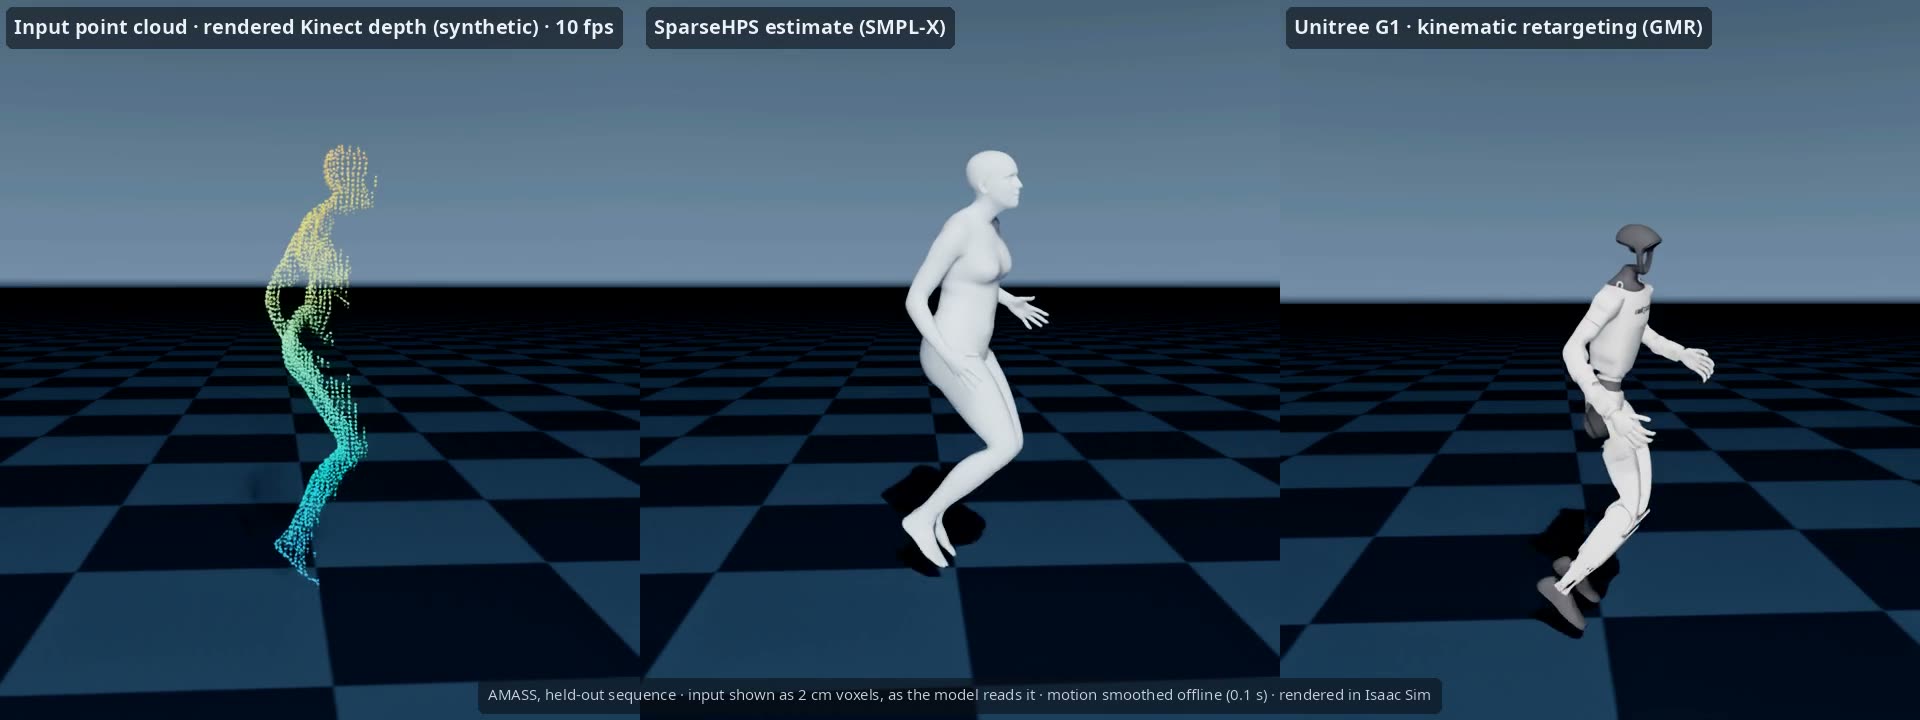 Input point cloud · rendered Kinect depth (synthetic) · 10 fps
SparseHPS estimate (SMPL-X)
Unitree G1 · kinematic retargeting (GMR)
AMASS, held-out sequence · input shown as 2 cm voxels, as the model reads it · motion smoothed offline (0.1 s) · rendered in Isaac Sim